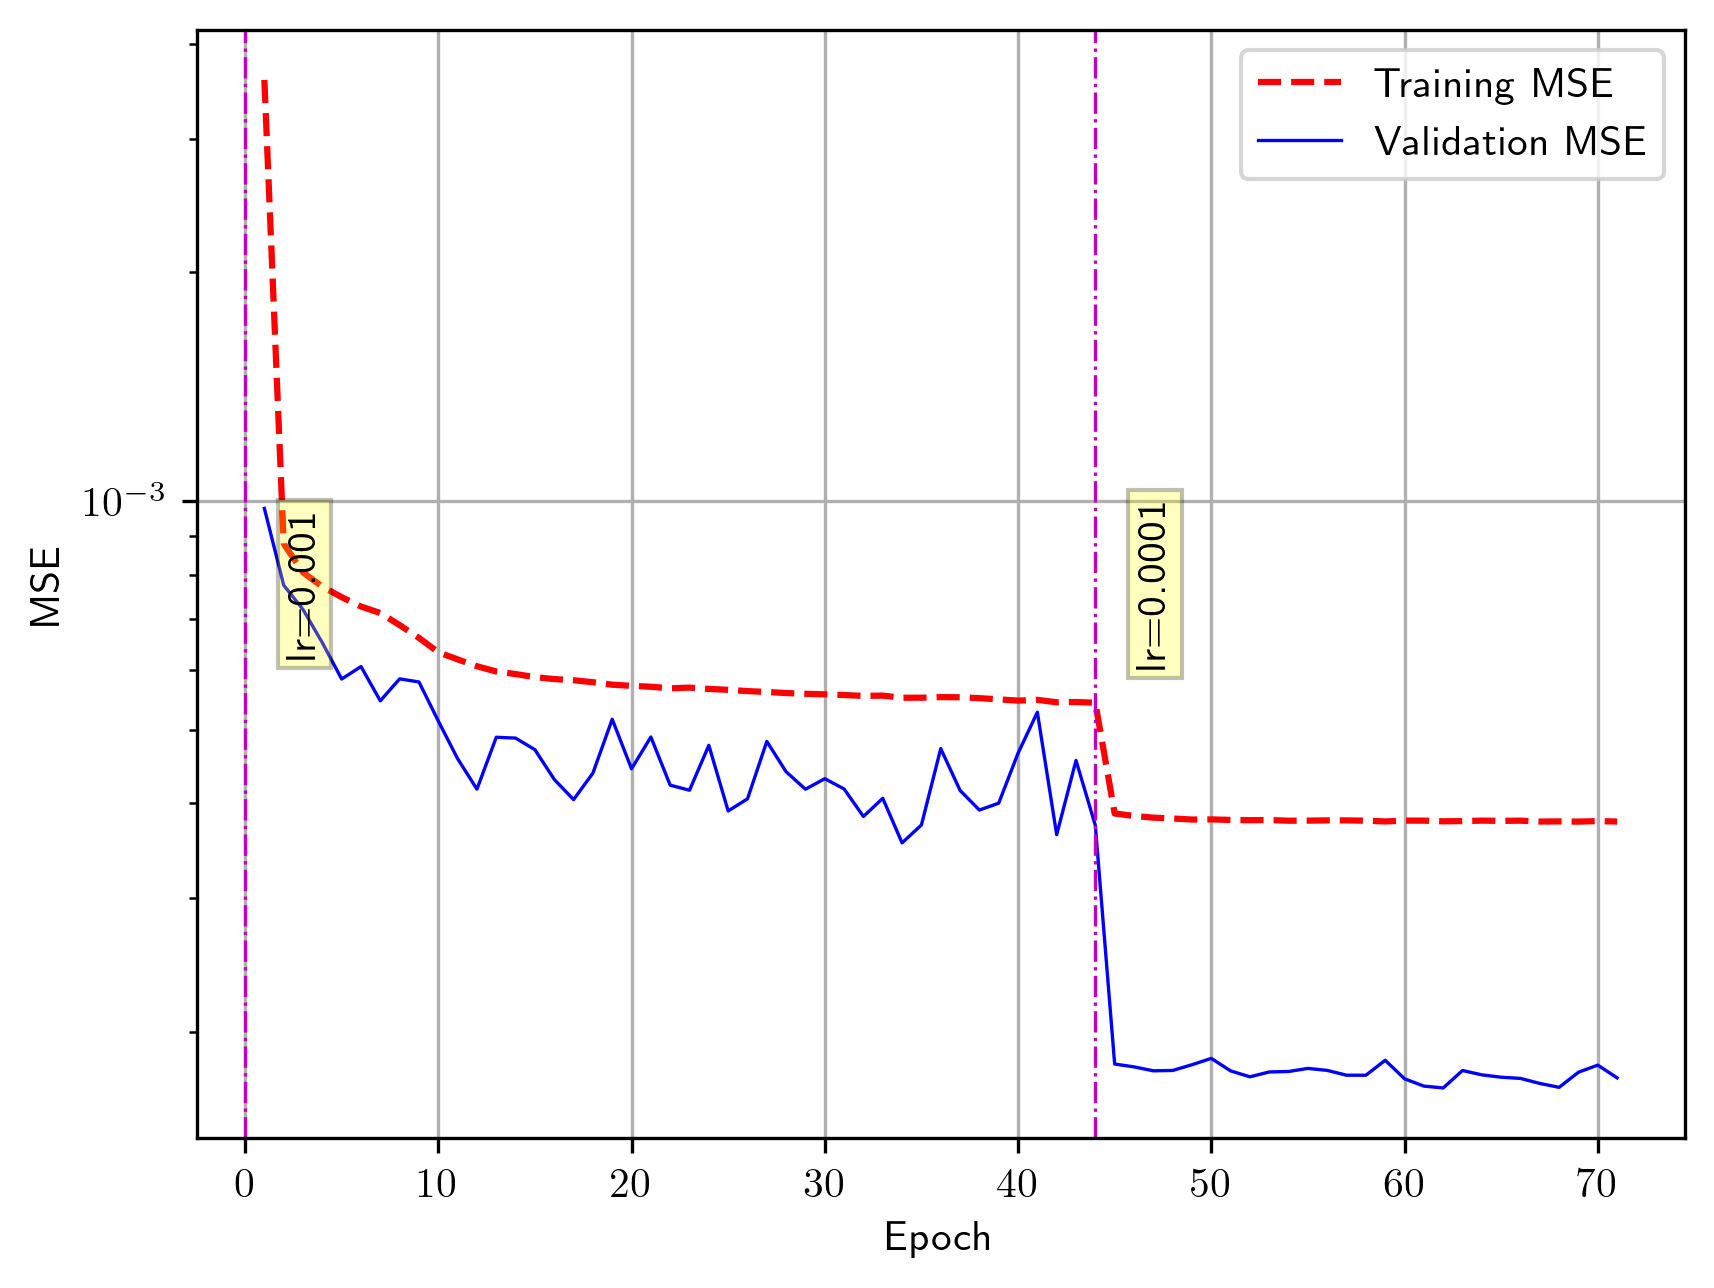 Training MSE
Validation MSE
10⁻³
MSE
lr=0.001
lr=0.0001
0 10 20 30 40 50 60 70
Epoch